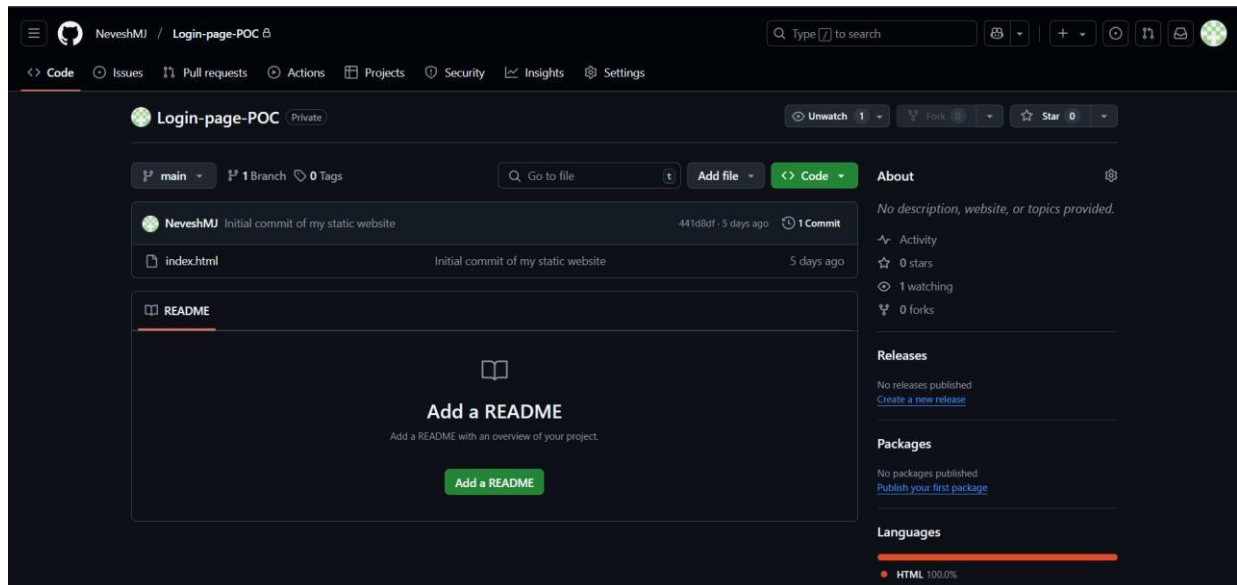 NeveshMJ / Login-page-POC
Type / to search
Code Issues Pull requests Actions Projects Security Insights Settings
Login-page-POC Private
Unwatch 1 Fork 0 Star 0
main 1 Branch 0 Tags Go to file t Add file Code
NeveshMJ Initial commit of my static website 441d8df · 5 days ago 1 Commit
index.html Initial commit of my static website 5 days ago
README
Add a README
Add a README with an overview of your project.
Add a README
About
No description, website, or topics provided.
Activity
0 stars
1 watching
0 forks
Releases
No releases published
Create a new release
Packages
No packages published
Publish your first package
Languages
HTML 100.0%